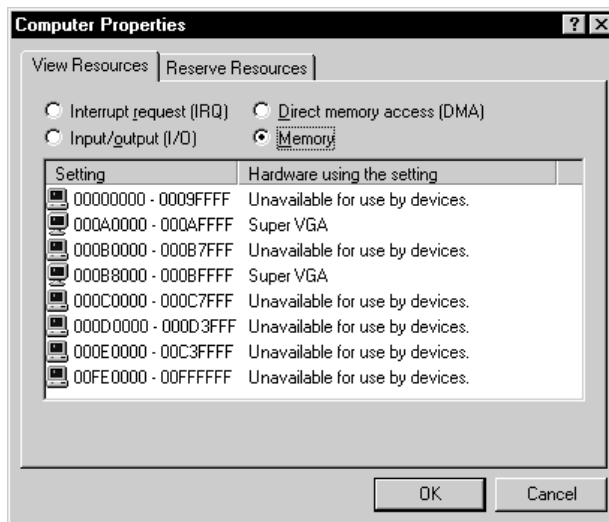 Computer Properties
View Resources Reserve Resources
Interrupt request (IRQ) Direct memory access (DMA)
Input/output (I/O) Memory
Setting Hardware using the setting
00000000 - 0009FFFF Unavailable for use by devices.
000A0000 - 000AFFFF Super VGA
000B0000 - 000B7FFF Unavailable for use by devices.
000B8000 - 000BFFFF Super VGA
000C0000 - 000C7FFF Unavailable for use by devices.
000D0000 - 000D3FFF Unavailable for use by devices.
000E0000 - 00C3FFFF Unavailable for use by devices.
00FE0000 - 00FFFFFF Unavailable for use by devices.
OK Cancel